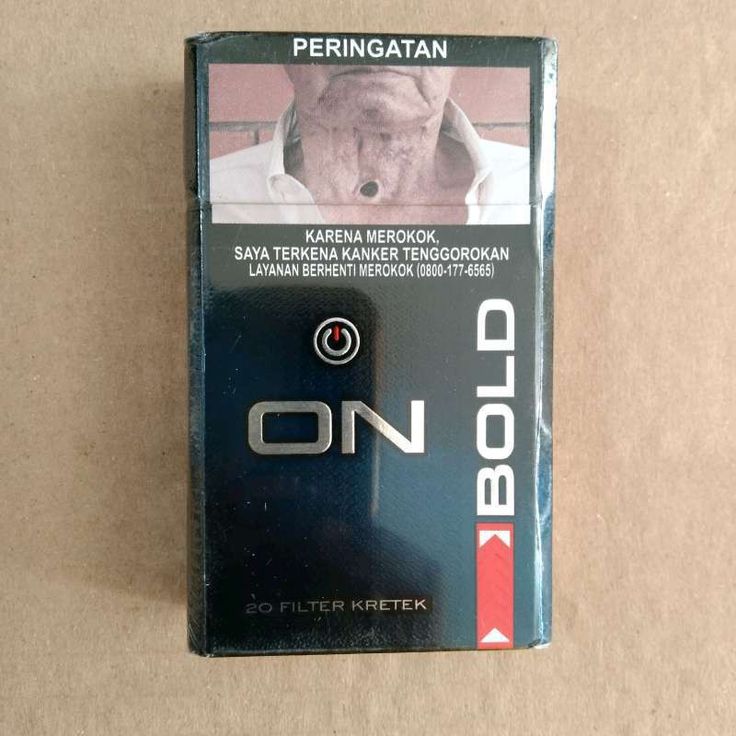 PERINGATAN
KARENA MEROKOK,
SAYA TERKENA KANKER TENGGOROKAN
LAYANAN BERHENTI MEROKOK (0800-177-6565)
ON
BOLD
20 FILTER KRETEK